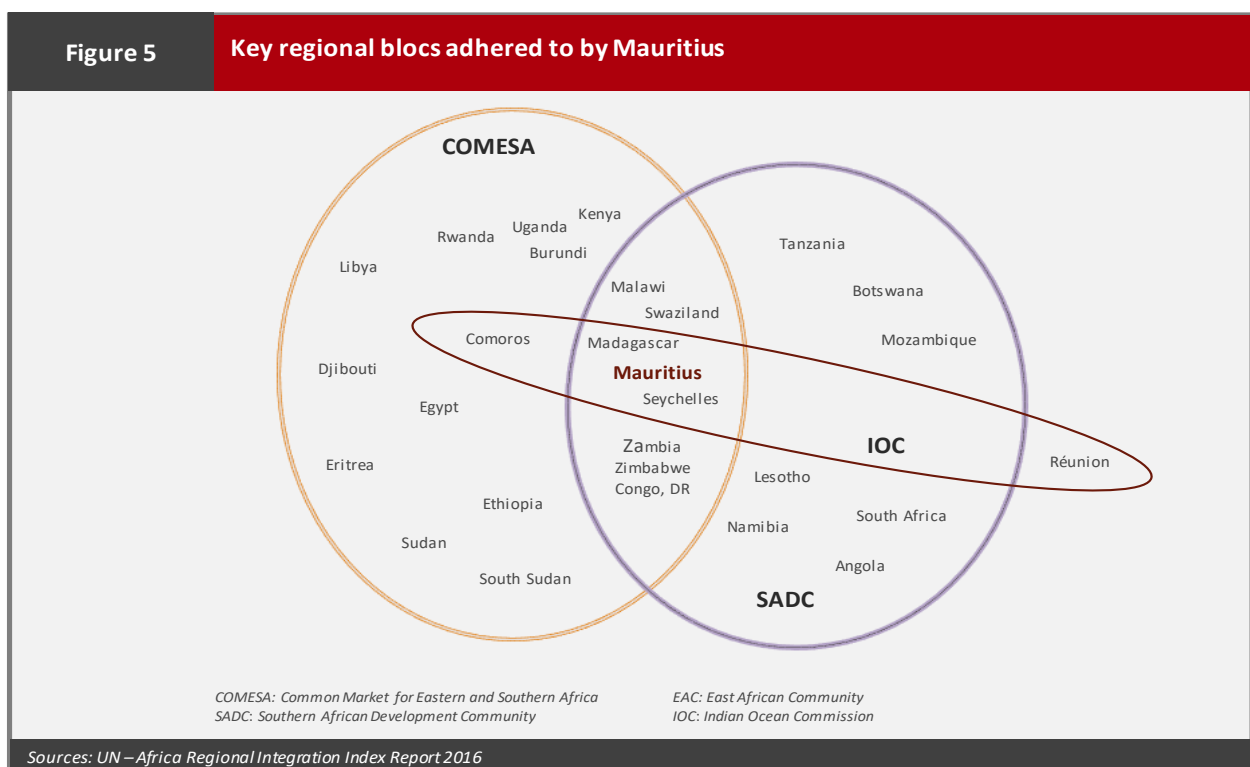 Figure 5
Key regional blocs adhered to by Mauritius
COMESA
Kenya
Uganda
Rwanda
Burundi
Tanzania
Libya
Malawi
Botswana
Swaziland
Comoros
Madagascar
Mozambique
Djibouti
Mauritius
Seychelles
Egypt
Zambia
IOC
Eritrea
Zimbabwe
Réunion
Lesotho
Congo, DR
Ethiopia
South Africa
Namibia
Sudan
Angola
South Sudan
SADC
COMESA: Common Market for Eastern and Southern Africa
EAC: East African Community
SADC: Southern African Development Community
IOC: Indian Ocean Commission
Sources: UN – Africa Regional Integration Index Report 2016